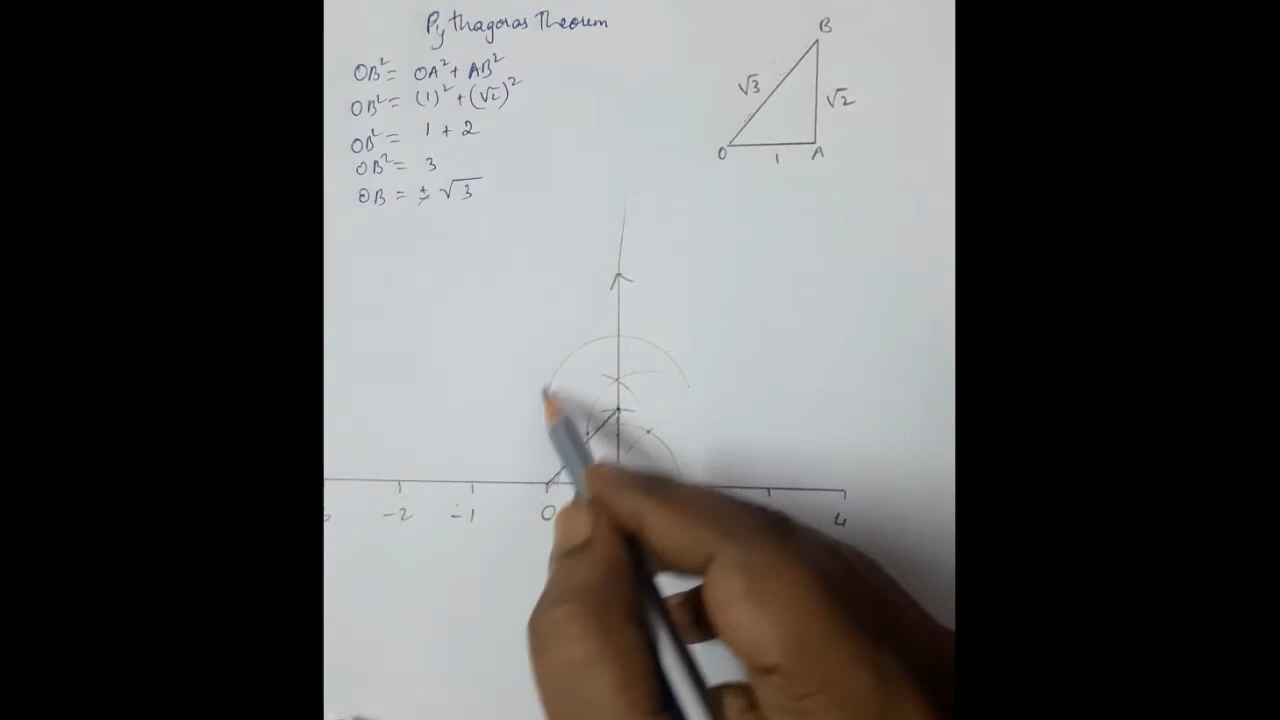 Pythagoras Theorem
OB² = OA² + AB²
OB² = (1)² + (√2)²
OB² = 1 + 2
OB² = 3
OB = ± √3
B
√3
√2
O
1
A
-2
-1
0
4